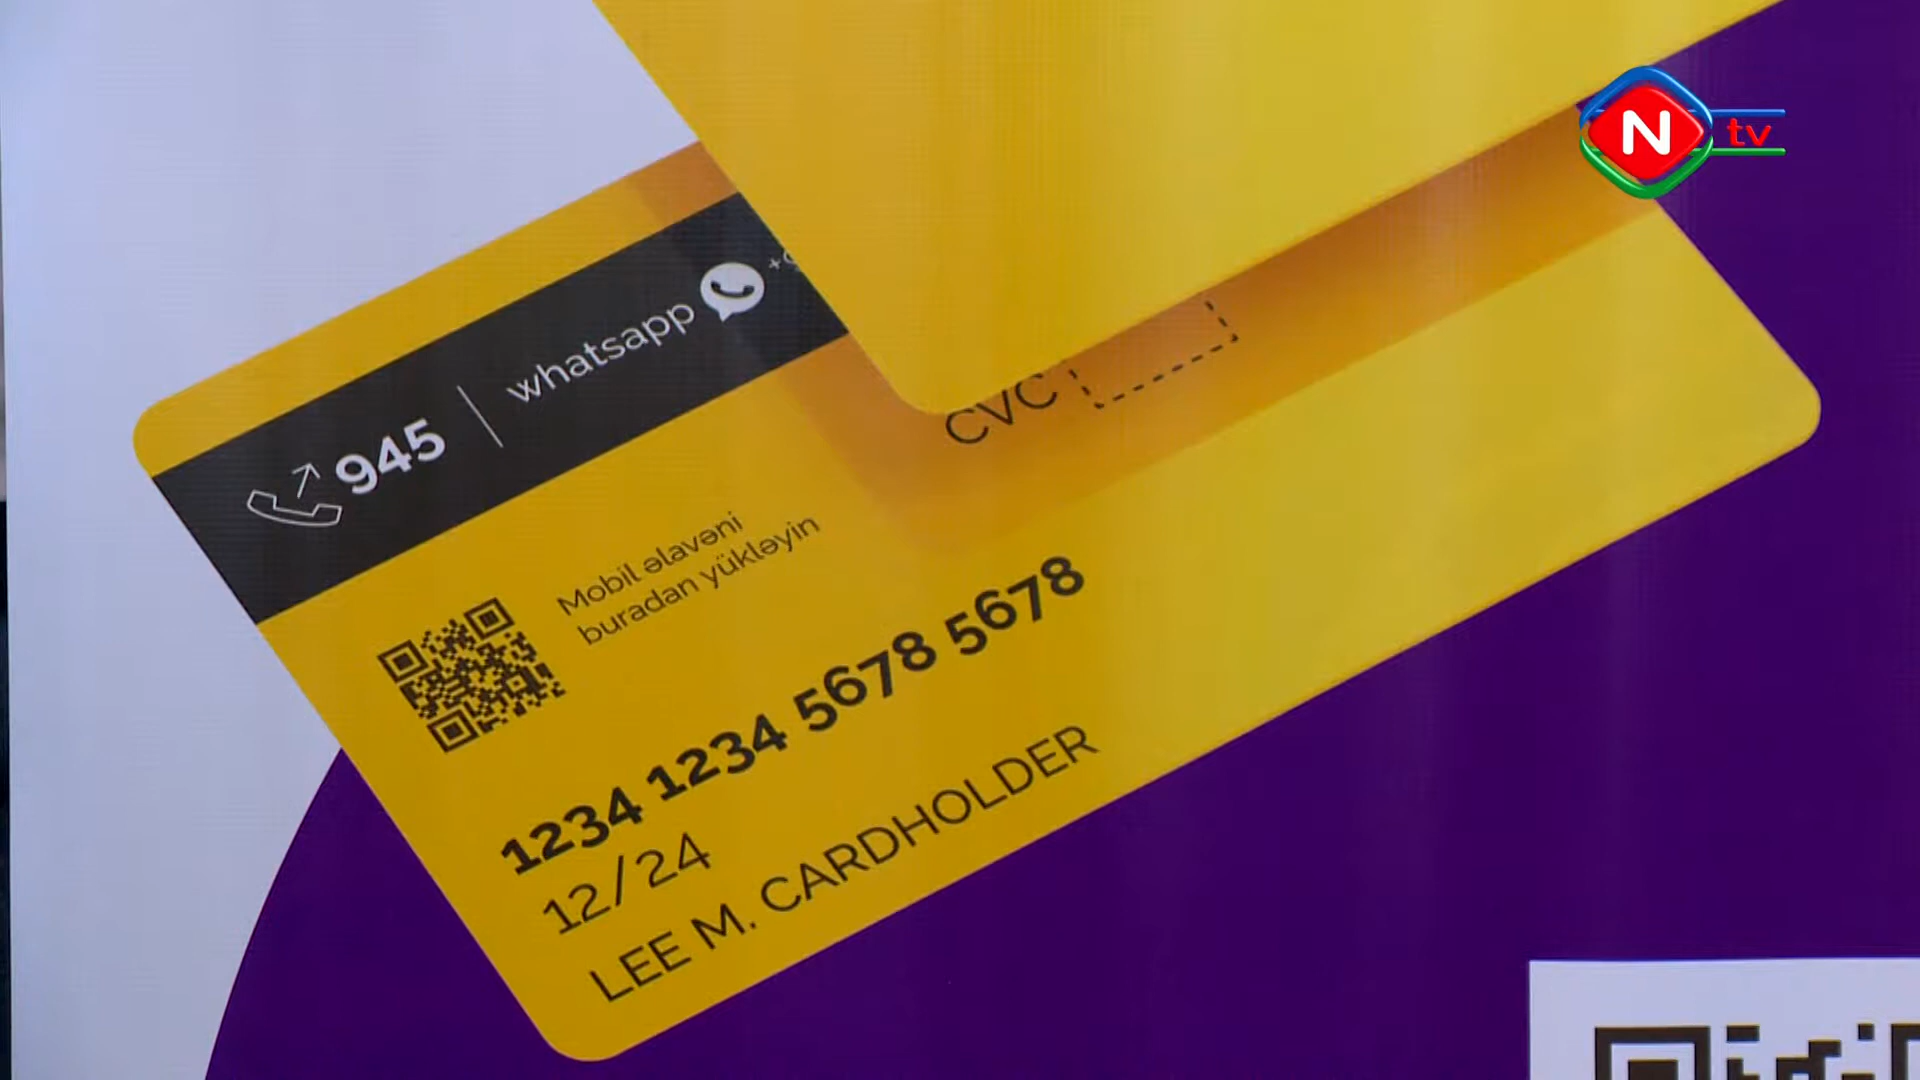 N tv
945 | whatsapp
CVC
Mobil əlavəni
buradan yükləyin
1234 1234 5678 5678
12/24
LEE M. CARDHOLDER